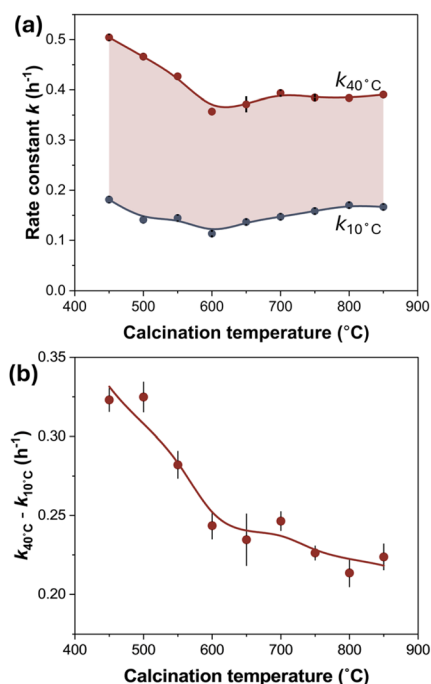 (a)
Rate constant k (h⁻¹)
0.5
0.4
0.3
0.2
0.1
0.0
k40°C
k10°C
400 500 600 700 800 900
Calcination temperature (°C)
(b)
k40°C - k10°C (h⁻¹)
0.35
0.30
0.25
0.20
400 500 600 700 800 900
Calcination temperature (°C)